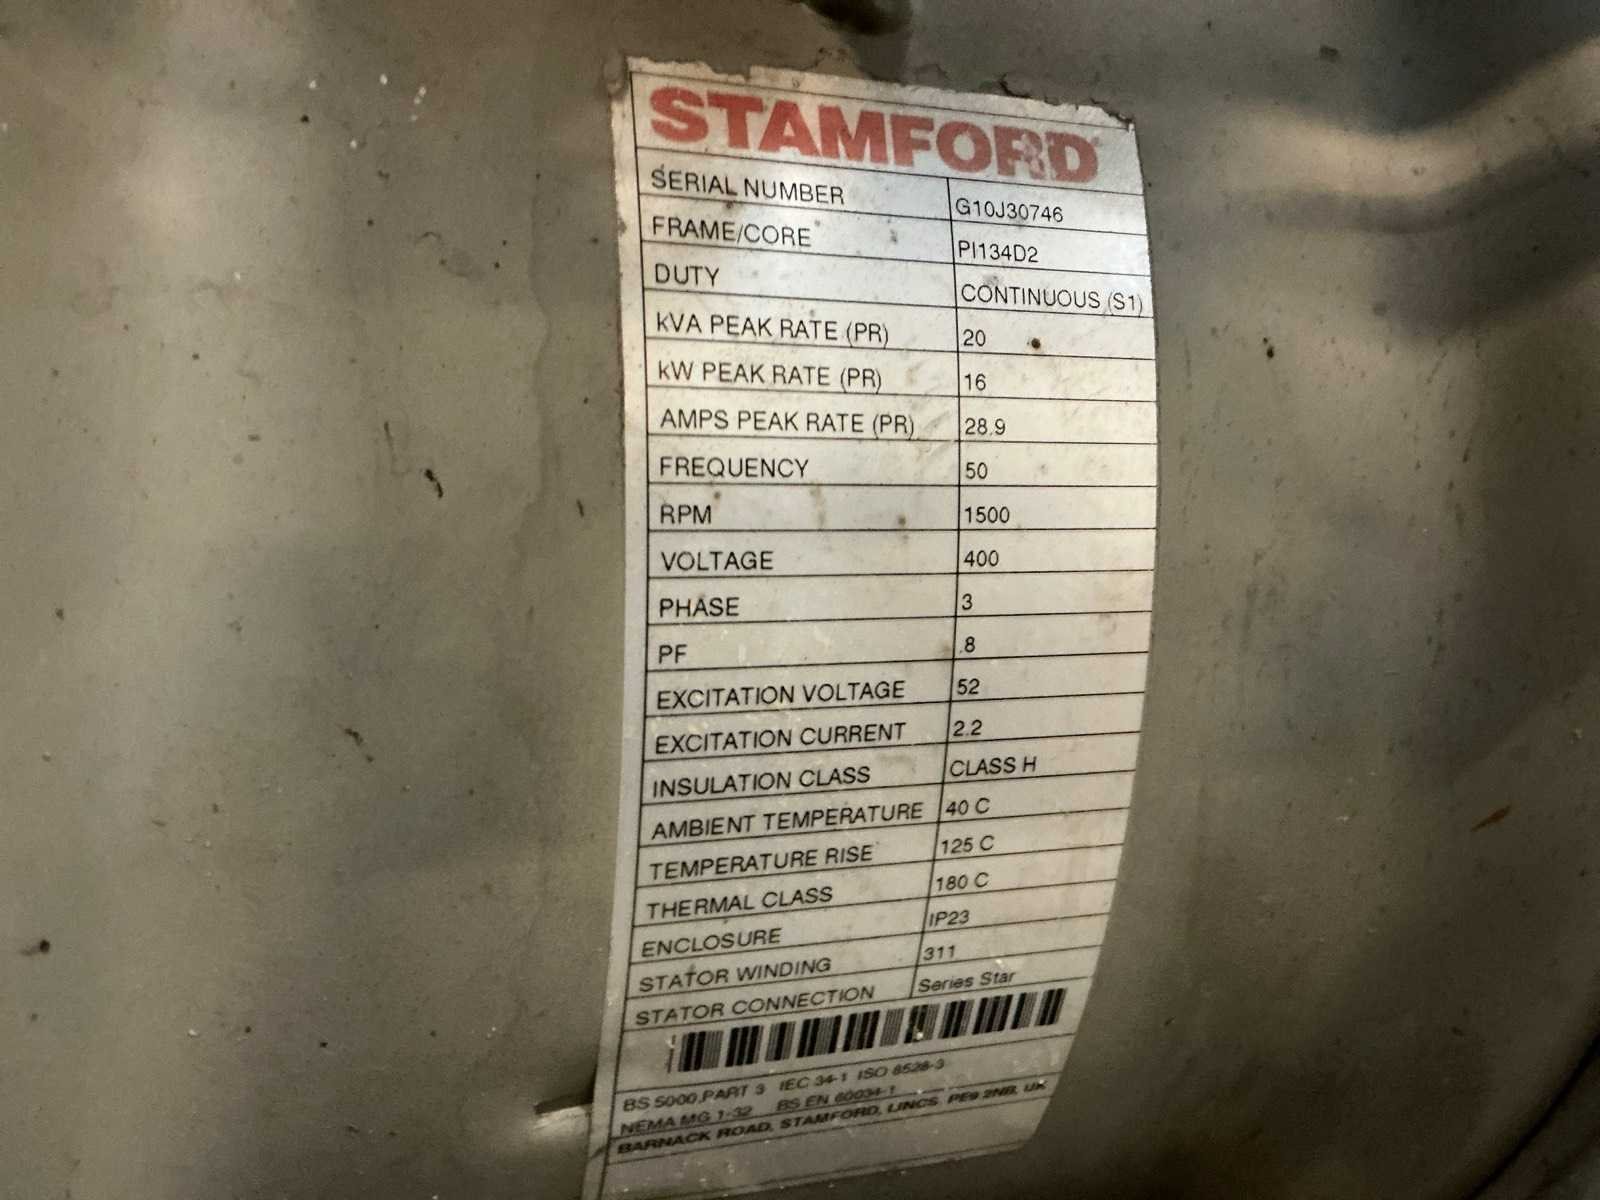 STAMFORD
SERIAL NUMBER G10J30746
FRAME/CORE PI134D2
DUTY CONTINUOUS (S1)
kVA PEAK RATE (PR) 20
kW PEAK RATE (PR) 16
AMPS PEAK RATE (PR) 28.9
FREQUENCY 50
RPM 1500
VOLTAGE 400
PHASE 3
PF .8
EXCITATION VOLTAGE 52
EXCITATION CURRENT 2.2
INSULATION CLASS CLASS H
AMBIENT TEMPERATURE 40 C
TEMPERATURE RISE 125 C
THERMAL CLASS 180 C
ENCLOSURE IP23
STATOR WINDING 311
STATOR CONNECTION Series Star
BS 5000,PART 3 IEC 34-1 ISO 8528-3
NEMA MG 1-32 BS EN 60034-1
BARNACK ROAD, STAMFORD, LINCS. PE9 2NB, UK